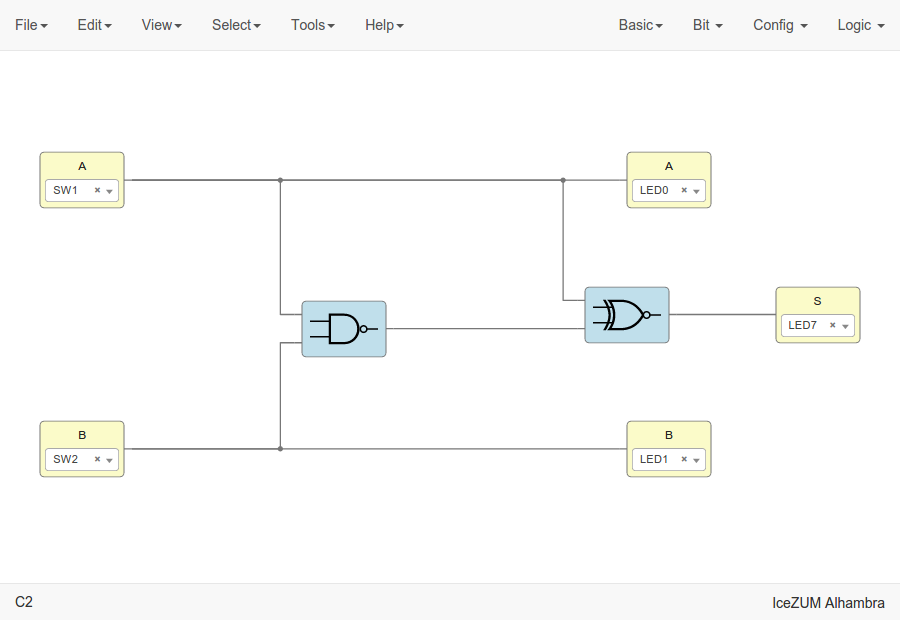 File Edit View Select Tools Help Basic Bit Config Logic
A
SW1
A
LED0
S
LED7
B
SW2
B
LED1
C2
IceZUM Alhambra